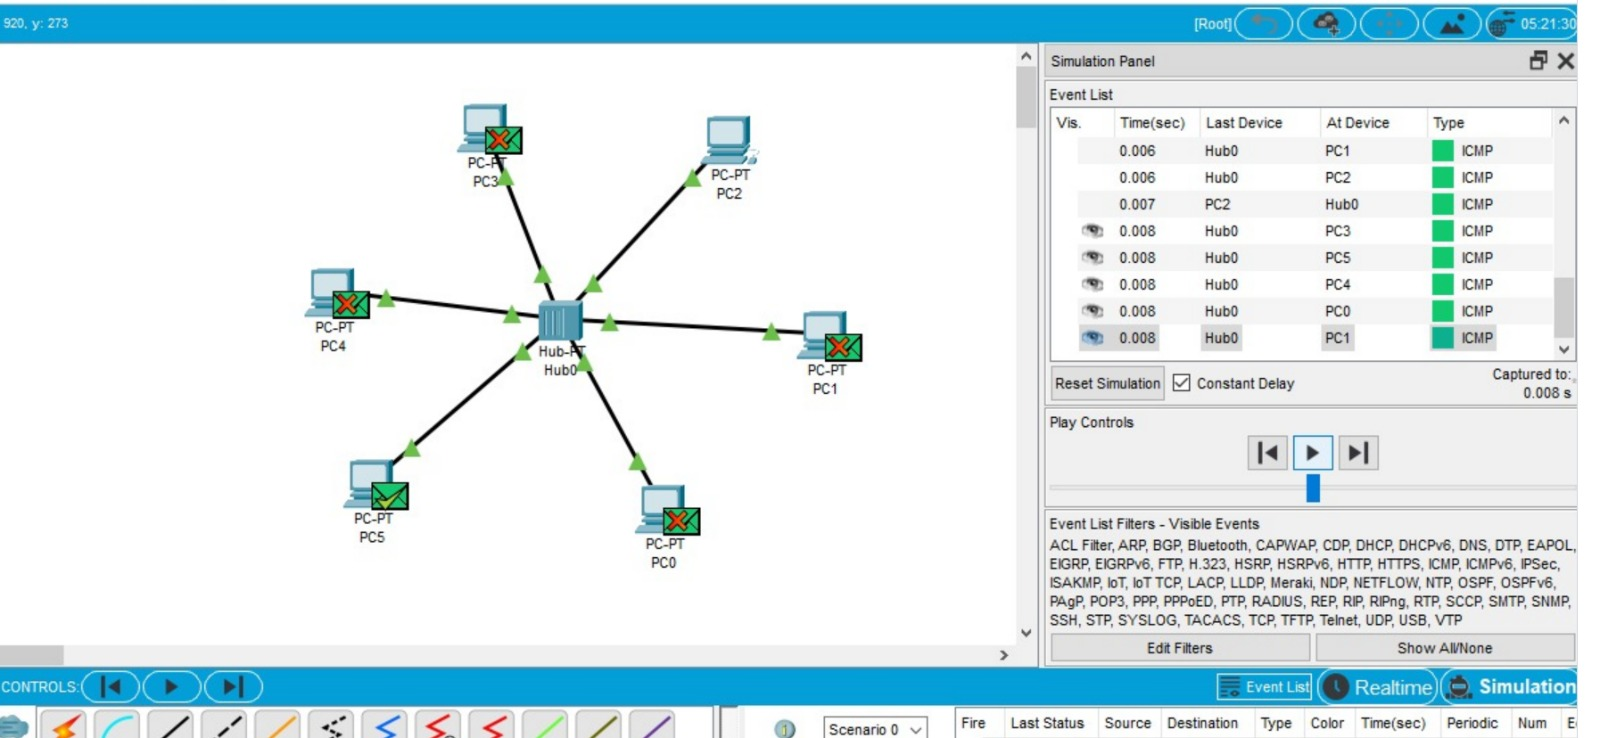 920, y: 273
[Root]
05:21:30
Simulation Panel
Event List
Vis. Time(sec) Last Device At Device Type
0.006 Hub0 PC1 ICMP
0.006 Hub0 PC2 ICMP
0.007 PC2 Hub0 ICMP
0.008 Hub0 PC3 ICMP
0.008 Hub0 PC5 ICMP
0.008 Hub0 PC4 ICMP
0.008 Hub0 PC0 ICMP
0.008 Hub0 PC1 ICMP
Reset Simulation Constant Delay Captured to:
0.008 s
Play Controls
Event List Filters - Visible Events
ACL Filter, ARP, BGP, Bluetooth, CAPWAP, CDP, DHCP, DHCPv6, DNS, DTP, EAPOL,
EIGRP, EIGRPv6, FTP, H.323, HSRP, HSRPv6, HTTP, HTTPS, ICMP, ICMPv6, IPSec,
ISAKMP, IoT, IoT TCP, LACP, LLDP, Meraki, NDP, NETFLOW, NTP, OSPF, OSPFv6,
PAgP, POP3, PPP, PPPoED, PTP, RADIUS, REP, RIP, RIPng, RTP, SCCP, SMTP, SNMP,
SSH, STP, SYSLOG, TACACS, TCP, TFTP, Telnet, UDP, USB, VTP
Edit Filters Show All/None
PC-PT
PC3
PC-PT
PC2
PC-PT
PC4
Hub-PT
Hub0
PC-PT
PC1
PC-PT
PC5
PC-PT
PC0
CONTROLS:
Event List Realtime Simulation
Scenario 0
Fire Last Status Source Destination Type Color Time(sec) Periodic Num